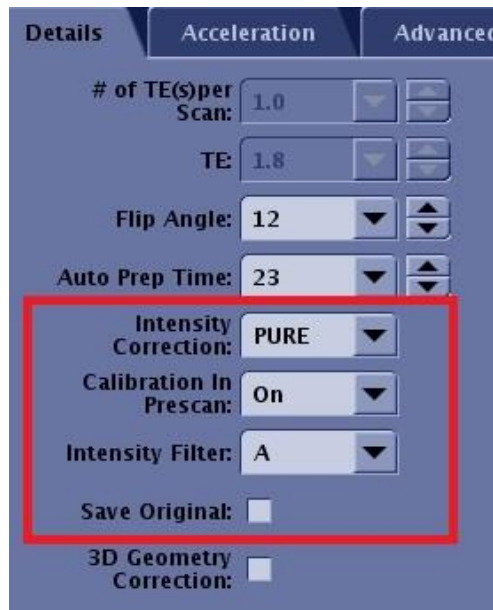 Details Acceleration Advanced
# of TE(s)per
Scan: 1.0
TE: 1.8
Flip Angle: 12
Auto Prep Time: 23
Intensity
Correction: PURE
Calibration In
Prescan: On
Intensity Filter: A
Save Original:
3D Geometry
Correction: